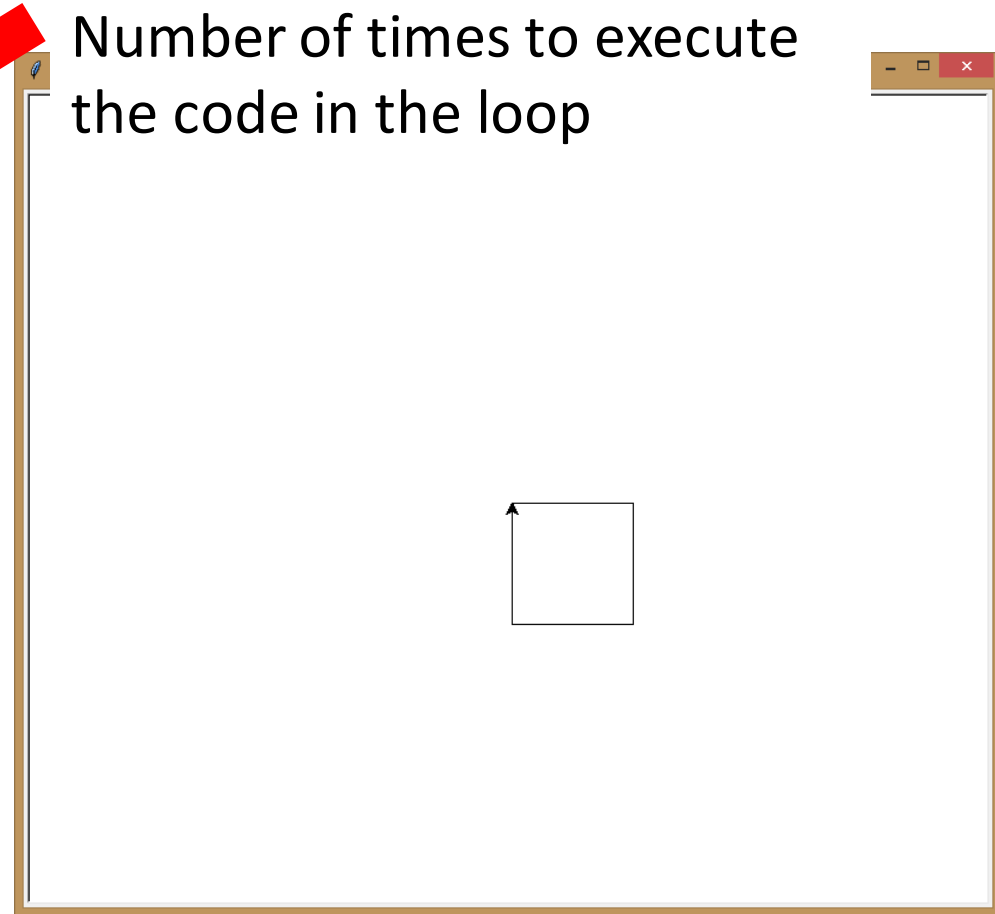 Number of times to execute
the code in the loop